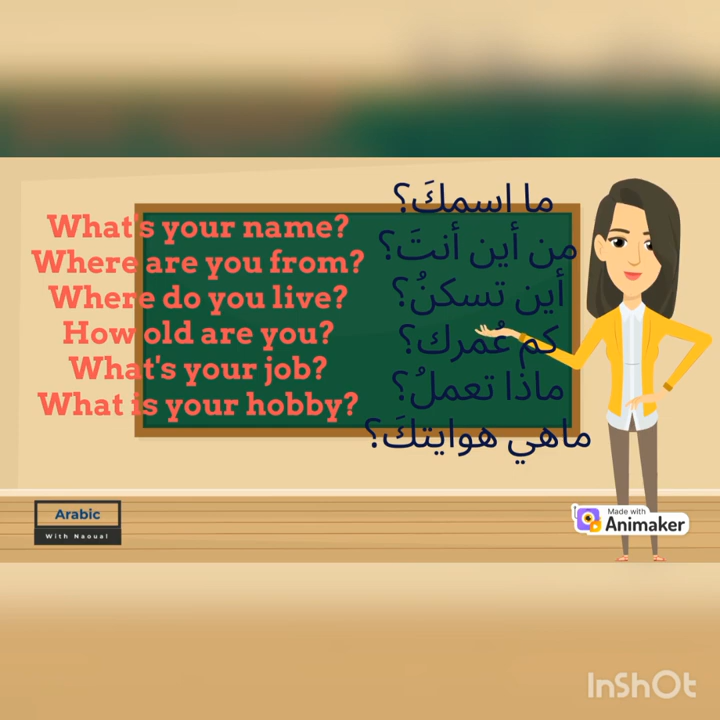 What's your name?
Where are you from?
Where do you live?
How old are you?
What's your job?
What is your hobby?
ما اسمكَ؟
من أين أنتَ؟
أين تسكنُ؟
كم عُمرك؟
ماذا تعملُ؟
ماهي هوايتكَ؟
Arabic
With Naoual
Made with
Animaker
InShOt